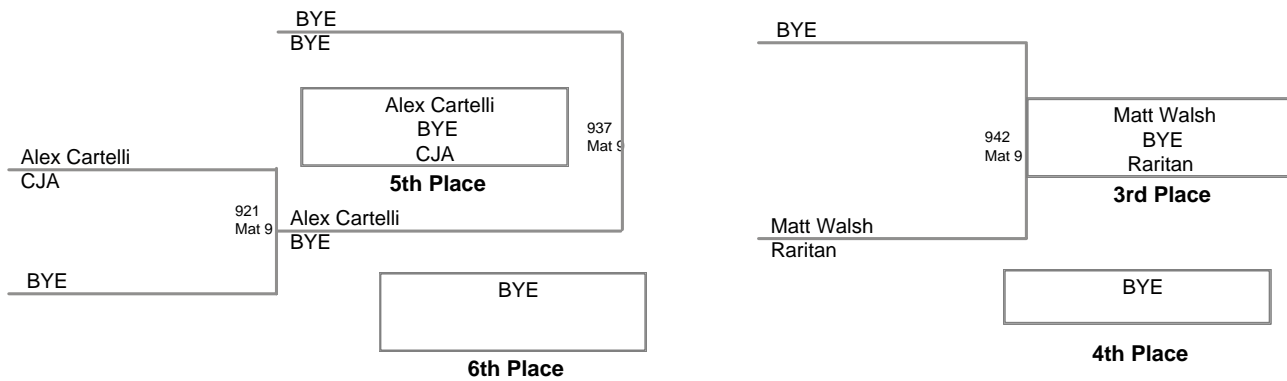 BYE
BYE
Alex Cartelli
BYE
CJA
5th Place
937
Mat 9
Alex Cartelli
CJA
921
Mat 9
Alex Cartelli
BYE
BYE
BYE
6th Place
BYE
942
Mat 9
Matt Walsh
BYE
Raritan
3rd Place
Matt Walsh
Raritan
BYE
4th Place